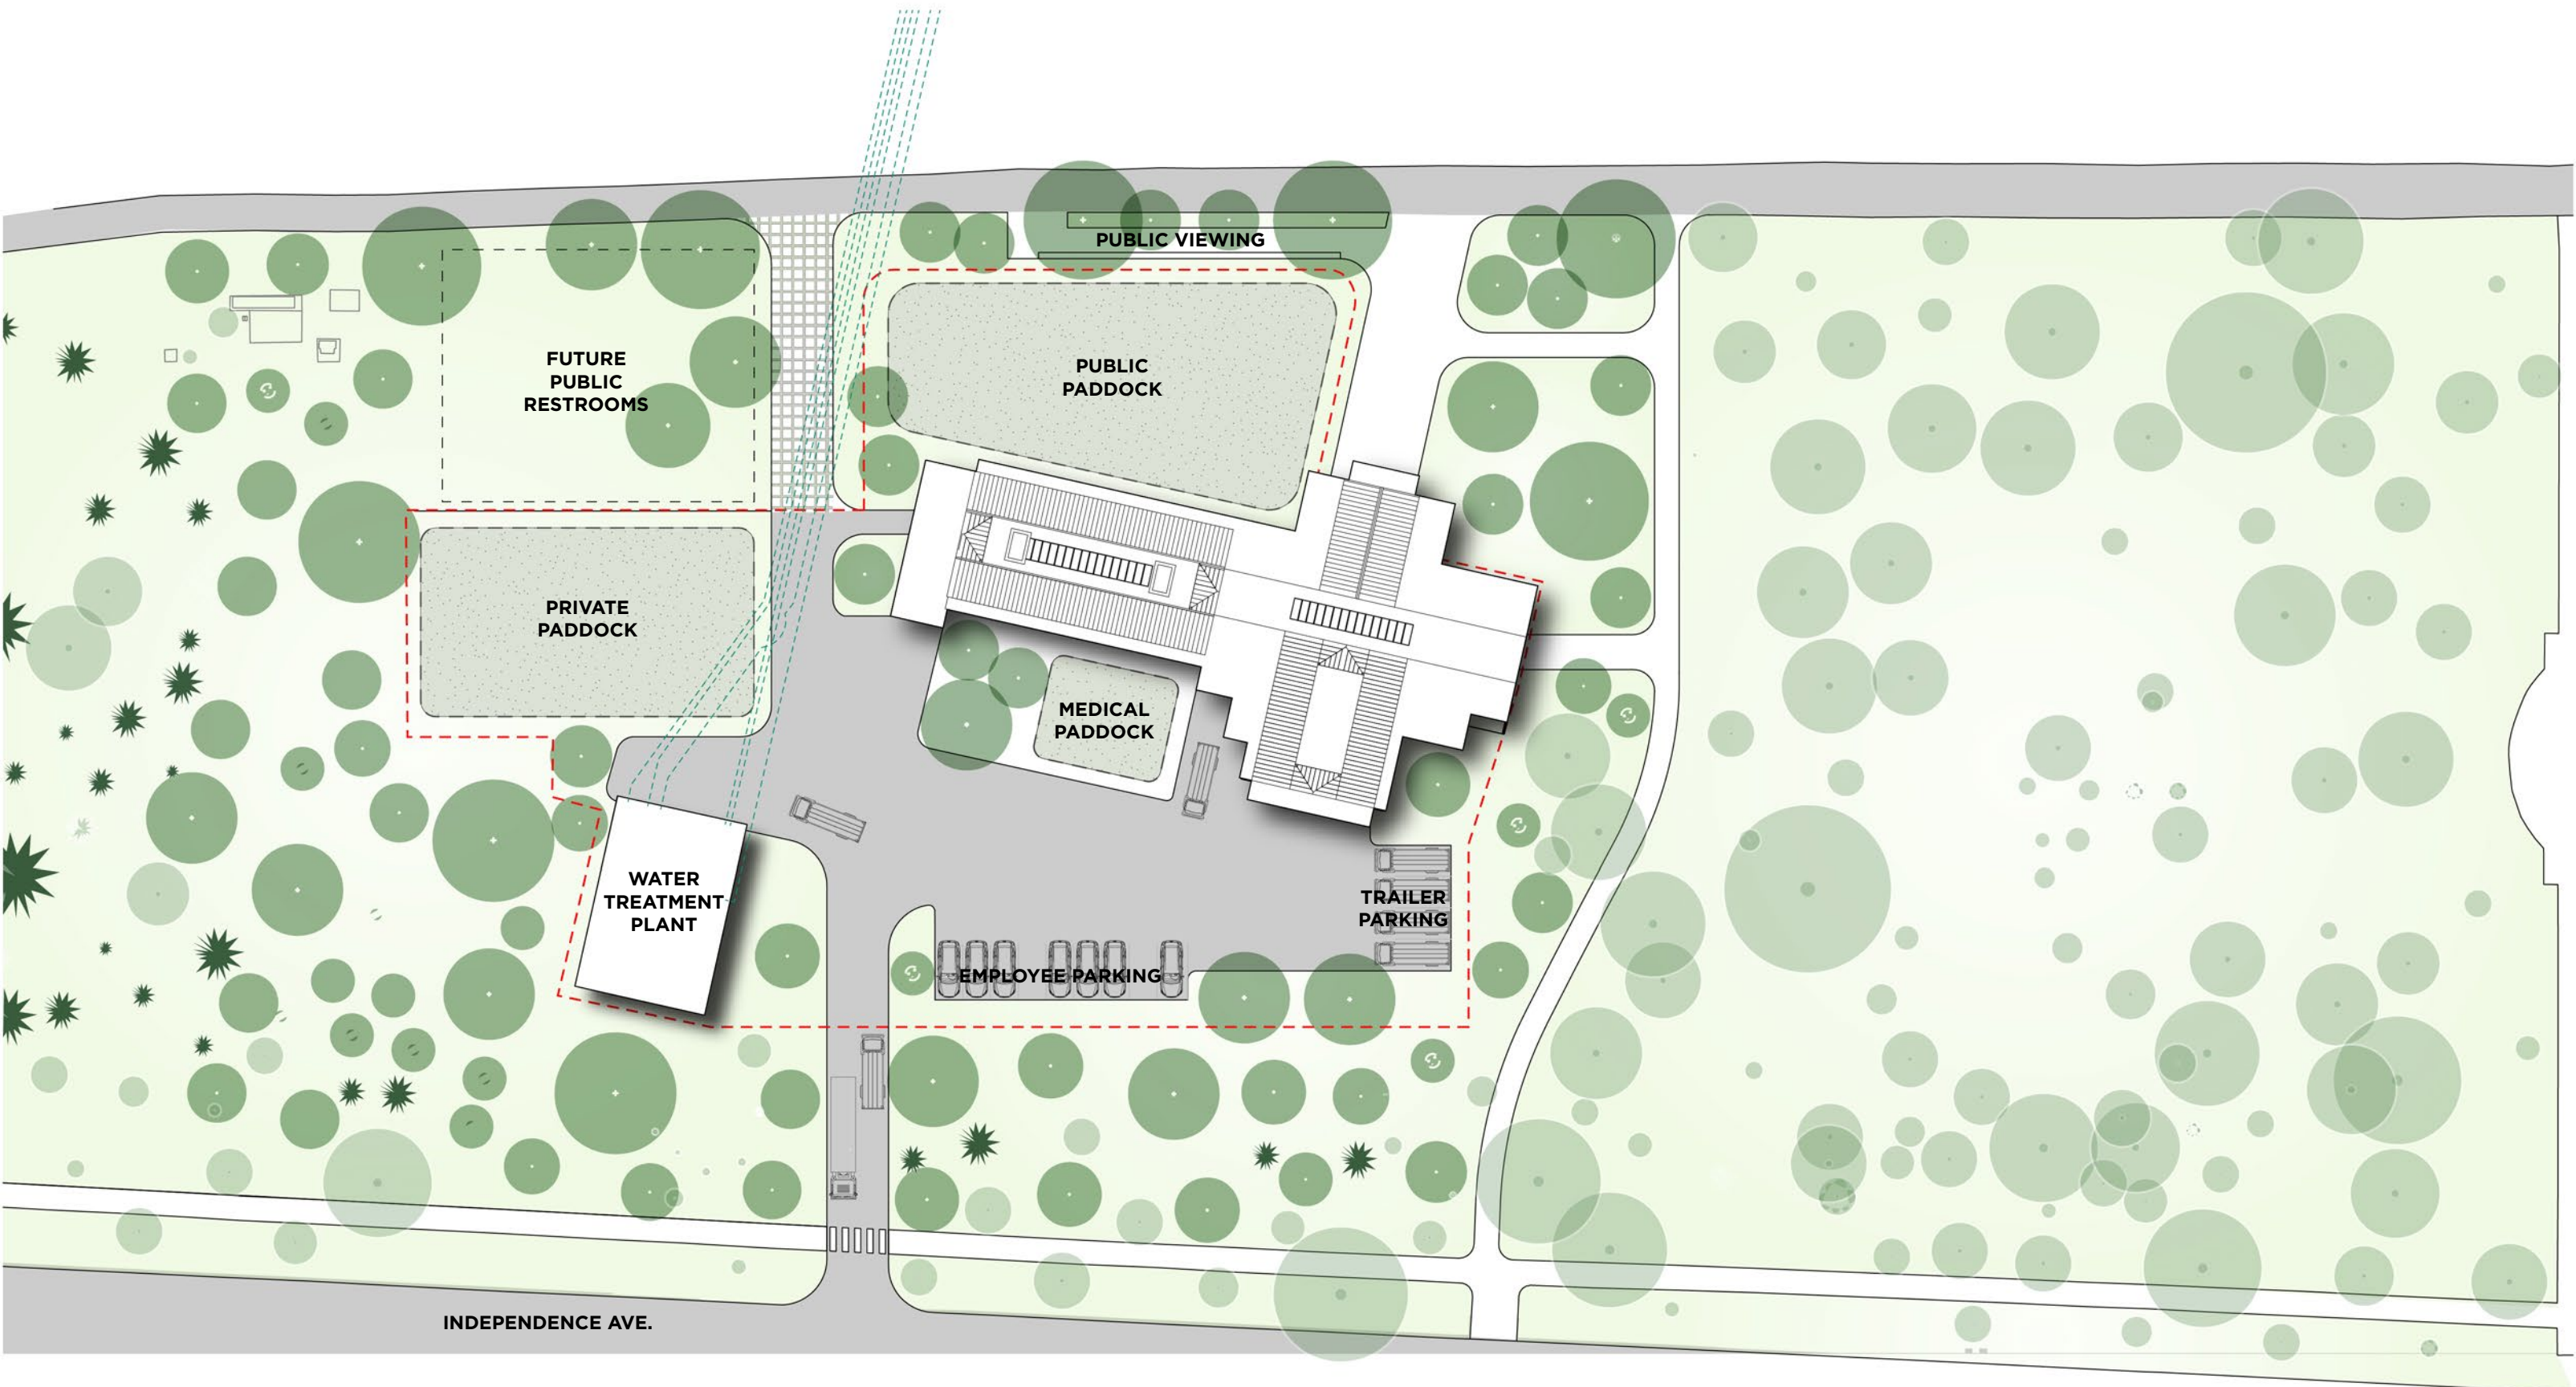 PUBLIC VIEWING
FUTURE
PUBLIC
RESTROOMS
PUBLIC
PADDOCK
PRIVATE
PADDOCK
MEDICAL
PADDOCK
WATER
TREATMENT
PLANT
TRAILER
PARKING
EMPLOYEE PARKING
INDEPENDENCE AVE.